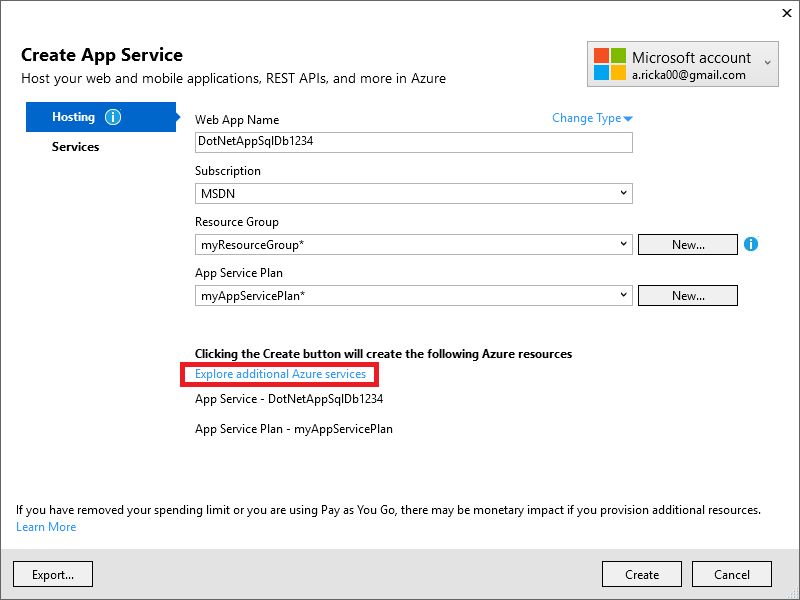 Create App Service
Host your web and mobile applications, REST APIs, and more in Azure
Microsoft account
a.ricka00@gmail.com
Hosting
Services
Web App Name
Change Type
DotNetAppSqlDb1234
Subscription
MSDN
Resource Group
myResourceGroup*
New...
App Service Plan
myAppServicePlan*
New...
Clicking the Create button will create the following Azure resources
Explore additional Azure services
App Service - DotNetAppSqlDb1234
App Service Plan - myAppServicePlan
If you have removed your spending limit or you are using Pay as You Go, there may be monetary impact if you provision additional resources.
Learn More
Export...
Create
Cancel